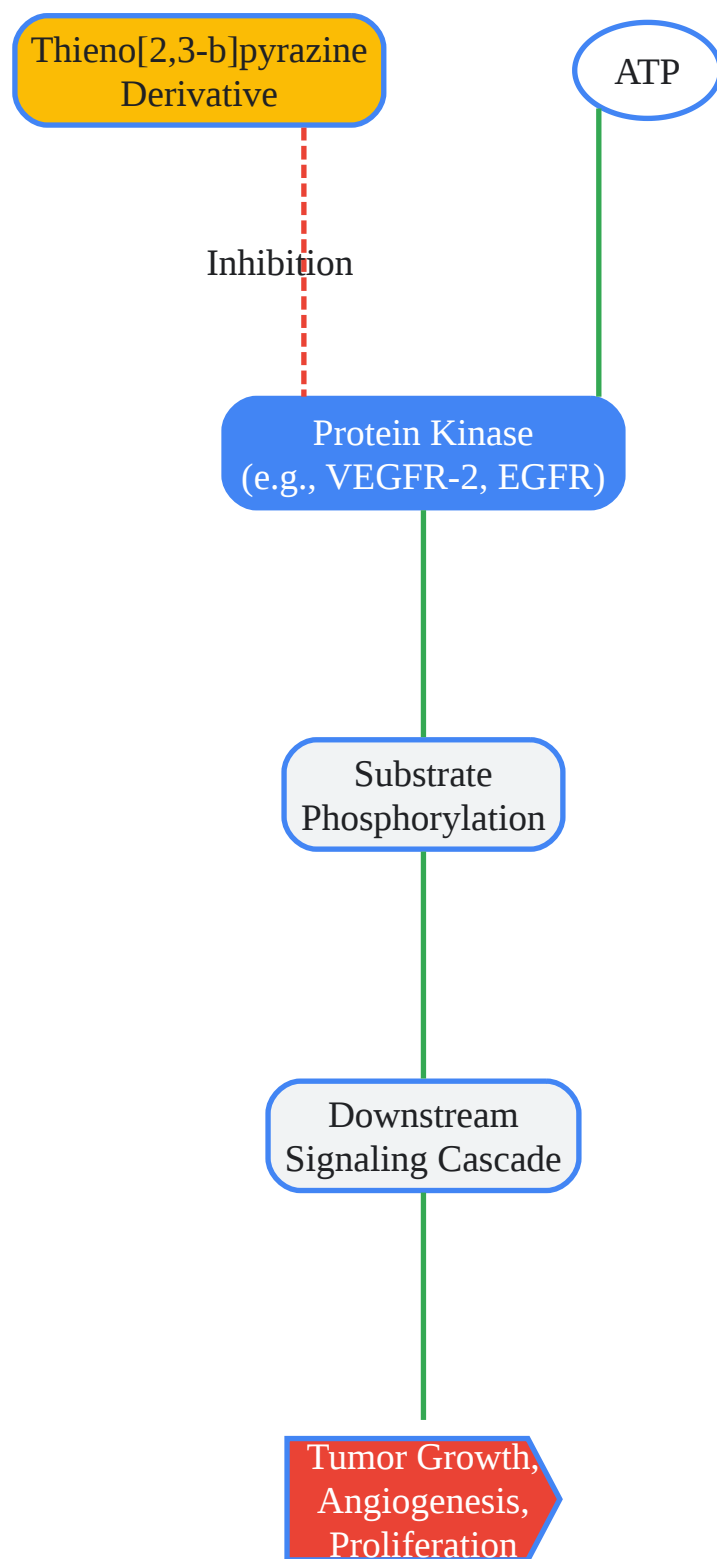 Thieno[2,3-b]pyrazine
Derivative
ATP
Inhibition
Protein Kinase
(e.g., VEGFR-2, EGFR)
Substrate
Phosphorylation
Downstream
Signaling Cascade
Tumor Growth,
Angiogenesis,
Proliferation